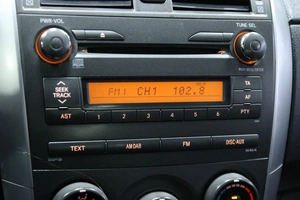 PWR·VOL
TUNE·SEL
SEEK
TRACK
FM1 CH1 102.8
TA
AF
AST
1 2 3 4 5 6
PTY
TEXT
AM·DAB
FM
DISC·AUX